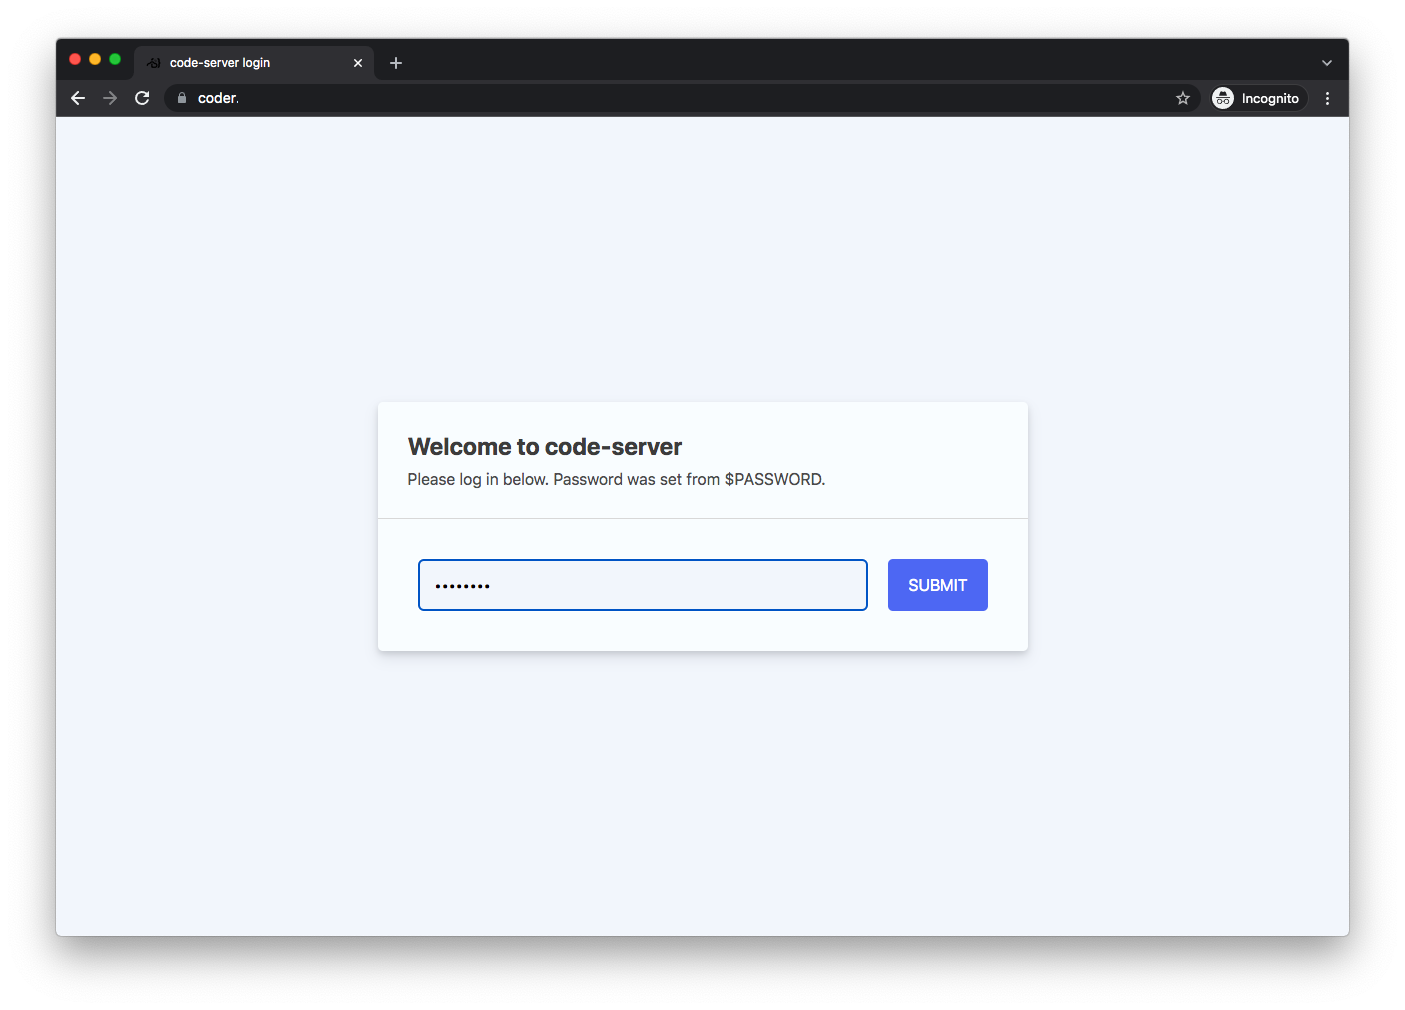 code-server login
coder.
Incognito
Welcome to code-server
Please log in below. Password was set from $PASSWORD.
••••••••
SUBMIT